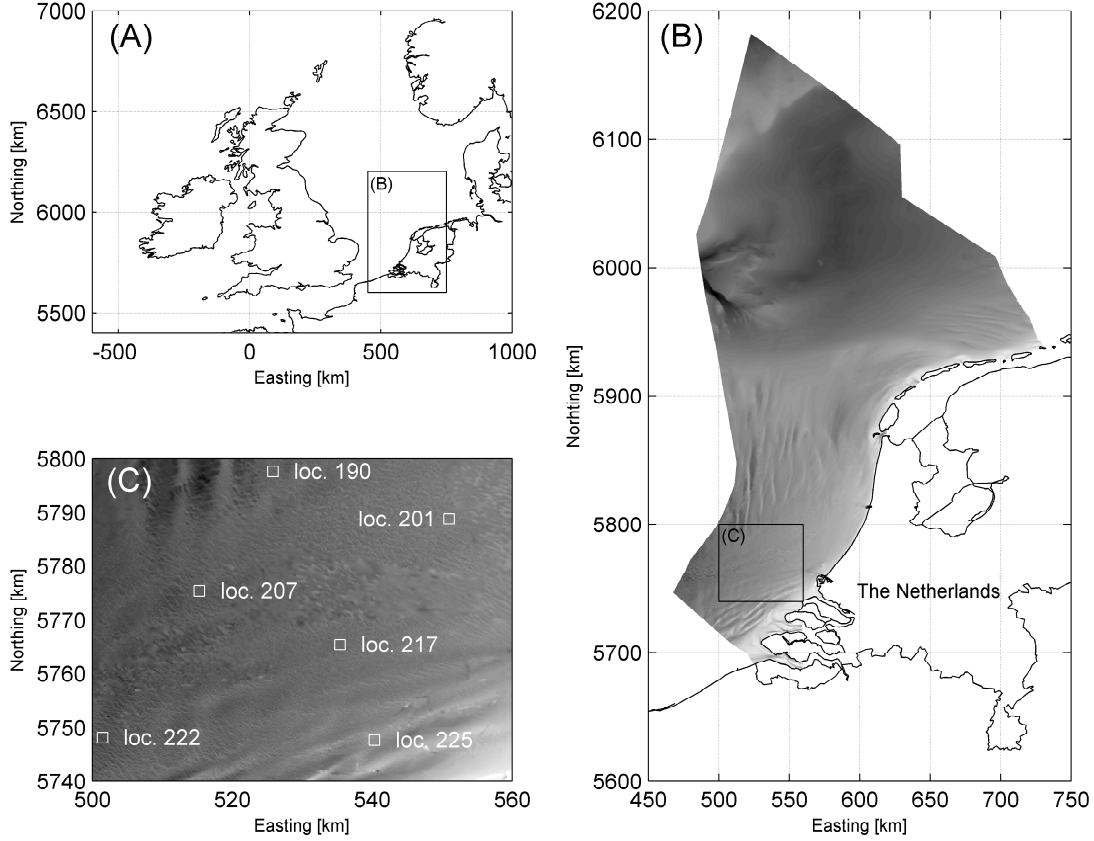 (A)
7000
6500
6000
5500
Northing [km]
-500 0 500 1000
Easting [km]
(B)
(C)
5800
5790
5780
5770
5760
5750
5740
Northing [km]
loc. 190
loc. 201
loc. 207
loc. 217
loc. 222
loc. 225
500 520 540 560
Easting [km]
(B)
6200
6100
6000
5900
5800
5700
5600
Norhting [km]
(C)
The Netherlands
450 500 550 600 650 700 750
Easting [km]